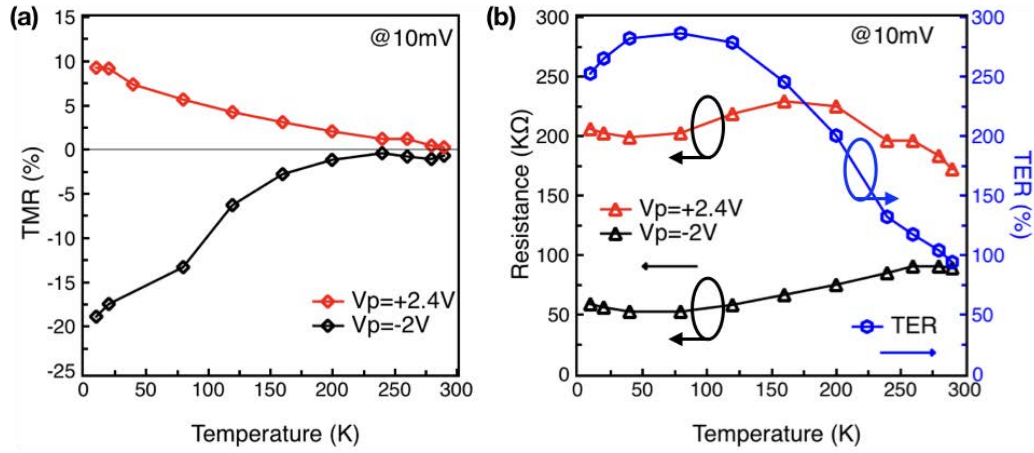 (a)
15
10
5
0
-5
-10
-15
-20
-25
TMR (%)
@10mV
Vp=+2.4V
Vp=-2V
0 50 100 150 200 250 300
Temperature (K)
(b)
300
250
200
150
100
50
0
Resistance (KΩ)
@10mV
Vp=+2.4V
Vp=-2V
TER
300
250
200
150
100
50
0
TER (%)
0 50 100 150 200 250 300
Temperature (K)